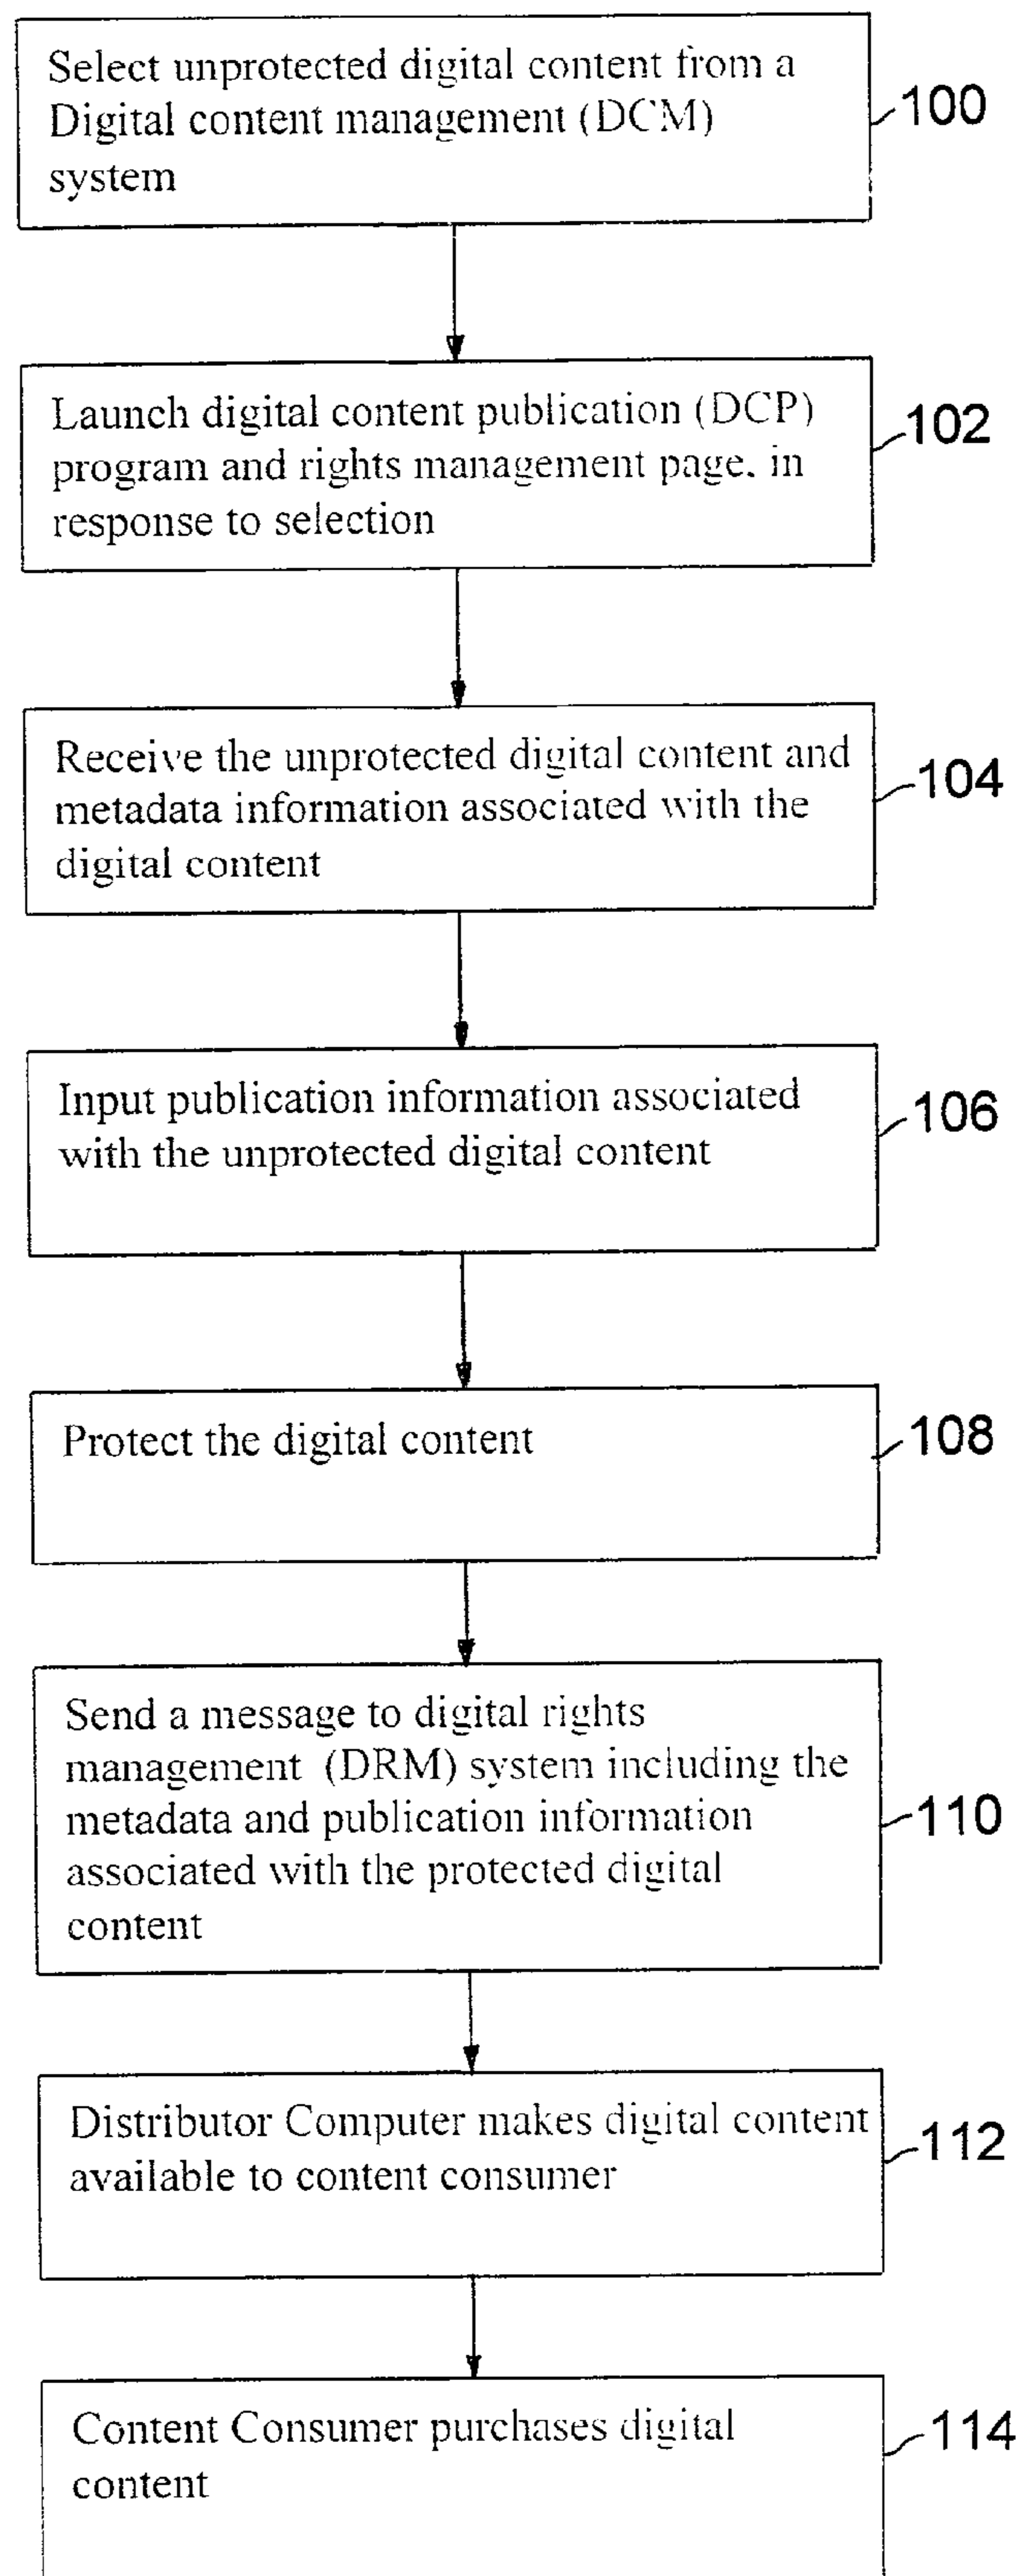 Select unprotected digital content from a
Digital content management (DCM)
system
100
Launch digital content publication (DCP)
program and rights management page, in
response to selection
102
Receive the unprotected digital content and
metadata information associated with the
digital content
104
Input publication information associated
with the unprotected digital content
106
Protect the digital content
108
Send a message to digital rights
management (DRM) system including the
metadata and publication information
associated with the protected digital
content
110
Distributor Computer makes digital content
available to content consumer
112
Content Consumer purchases digital
content
114